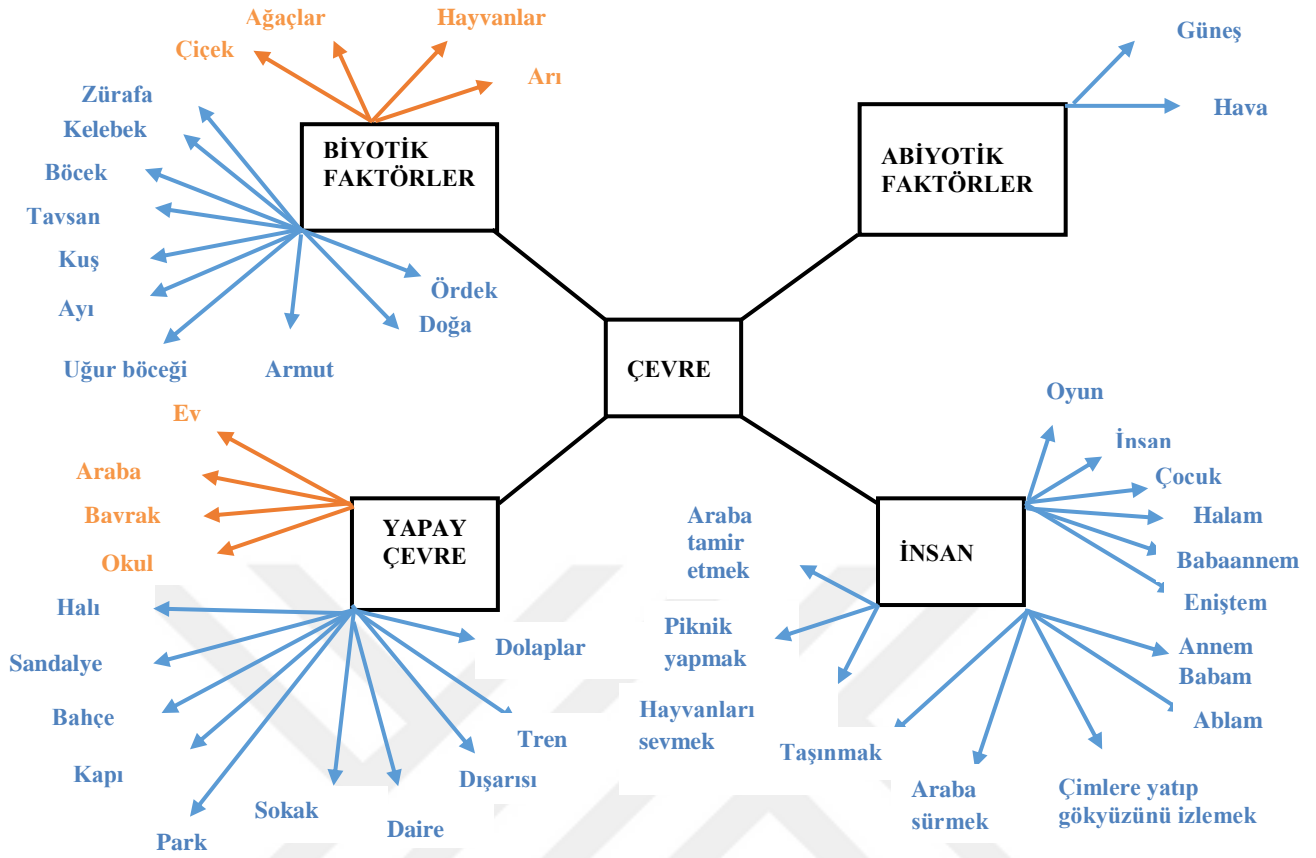 Ağaçlar
Hayvanlar
Çiçek
Arı
Güneş
Hava
Zürafa
Kelebek
Böcek
Tavsan
Kuş
Ayı
Uğur böceği
Armut
Doğa
Ördek
BİYOTİK
FAKTÖRLER
ABİYOTİK
FAKTÖRLER
ÇEVRE
Ev
Araba
Bavrak
Okul
YAPAY
ÇEVRE
Halı
Sandalye
Bahçe
Kapı
Park
Sokak
Daire
Dışarısı
Tren
Dolaplar
İNSAN
Oyun
İnsan
Çocuk
Halam
Babaannem
Eniştem
Annem
Babam
Ablam
Araba
tamir
etmek
Piknik
yapmak
Hayvanları
sevmek
Taşınmak
Araba
sürmek
Çimlere yatıp
gökyüzünü izlemek